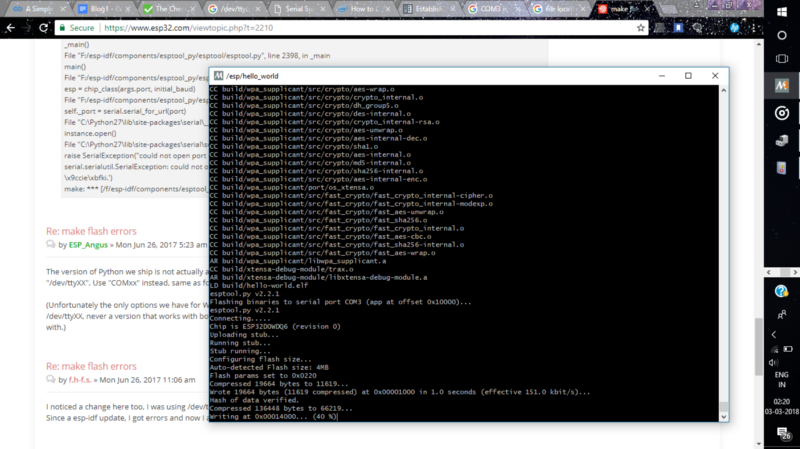 A Simple
Blog1 -
The Chec
/dev/tty
Serial Sp
How to U
Establish
COM3 p
file loca
make fl
Secure
https://www.esp32.com/viewtopic.php?t=2210
_main()
File "F:/esp-idf/components/esptool_py/esptool/esptool.py", line 2398, in _main
main()
File "F:/esp-idf/components/esptool_py/esptool
esp = chip_class(args.port, initial_baud)
File "F:/esp-idf/components/esptool_py/esptool
self._port = serial.serial_for_url(port)
File "C:\Python27\lib\site-packages\serial\_
instance.open()
File "C:\Python27\lib\site-packages\serial\se
raise SerialException("could not open port
serial.serialutil.SerialException: could not o
\x9ccie\xbfki.')
make: *** [/f/esp-idf/components/esptool_
Re: make flash errors
by ESP_Angus » Mon Jun 26, 2017 5:23 am
The version of Python we ship is not actually a
"/dev/ttyXX". Use "COMxx" instead, same as fo
(Unfortunately the only options we have for W
/dev/ttyXX, never a version that works with bo
with.)
Re: make flash errors
by f.h-f.s. » Mon Jun 26, 2017 11:06 am
I noticed a change here too, I was using /dev/t
Since a esp-idf update, I got errors and now I a
/esp/hello_world
CC build/wpa_supplicant/src/crypto/aes-wrap.o
CC build/wpa_supplicant/src/crypto/crypto_internal.o
CC build/wpa_supplicant/src/crypto/dh_group5.o
CC build/wpa_supplicant/src/crypto/des-internal.o
CC build/wpa_supplicant/src/crypto/crypto_internal-rsa.o
CC build/wpa_supplicant/src/crypto/aes-unwrap.o
CC build/wpa_supplicant/src/crypto/aes-internal-dec.o
CC build/wpa_supplicant/src/crypto/sha1.o
CC build/wpa_supplicant/src/crypto/aes-internal.o
CC build/wpa_supplicant/src/crypto/md5-internal.o
CC build/wpa_supplicant/src/crypto/sha256-internal.o
CC build/wpa_supplicant/src/crypto/aes-cbc.o
CC build/wpa_supplicant/port/os_xtensa.o
CC build/wpa_supplicant/src/fast_crypto/fast_crypto_internal-cipher.o
CC build/wpa_supplicant/src/fast_crypto/fast_crypto_internal-modexp.o
CC build/wpa_supplicant/src/fast_crypto/fast_aes-unwrap.o
CC build/wpa_supplicant/src/fast_crypto/fast_sha256.o
CC build/wpa_supplicant/src/fast_crypto/fast_crypto_internal.o
CC build/wpa_supplicant/src/fast_crypto/fast_aes-cbc.o
CC build/wpa_supplicant/src/fast_crypto/fast_sha256-internal.o
CC build/wpa_supplicant/src/fast_crypto/fast_aes-wrap.o
AR build/wpa_supplicant/libwpa_supplicant.a
CC build/xtensa-debug-module/trax.o
AR build/xtensa-debug-module/libxtensa-debug-module.a
LD build/hello-world.elf
esptool.py v2.2.1
Flashing binaries to serial port COM3 (app at offset 0x10000)...
esptool.py v2.2.1
Connecting.....
Chip is ESP32D0WDQ6 (revision 0)
Uploading stub...
Running stub...
Stub running...
Configuring flash size...
Auto-detected Flash size: 4MB
Flash params set to 0x0220
Compressed 19664 bytes to 11619...
Wrote 19664 bytes (11619 compressed) at 0x00001000 in 1.0 seconds (effective 151.0 kbit/s)...
Hash of data verified.
Compressed 136448 bytes to 66219...
Writing at 0x00014000... (40 %)
ENG
IN
02:20
03-03-2018
26